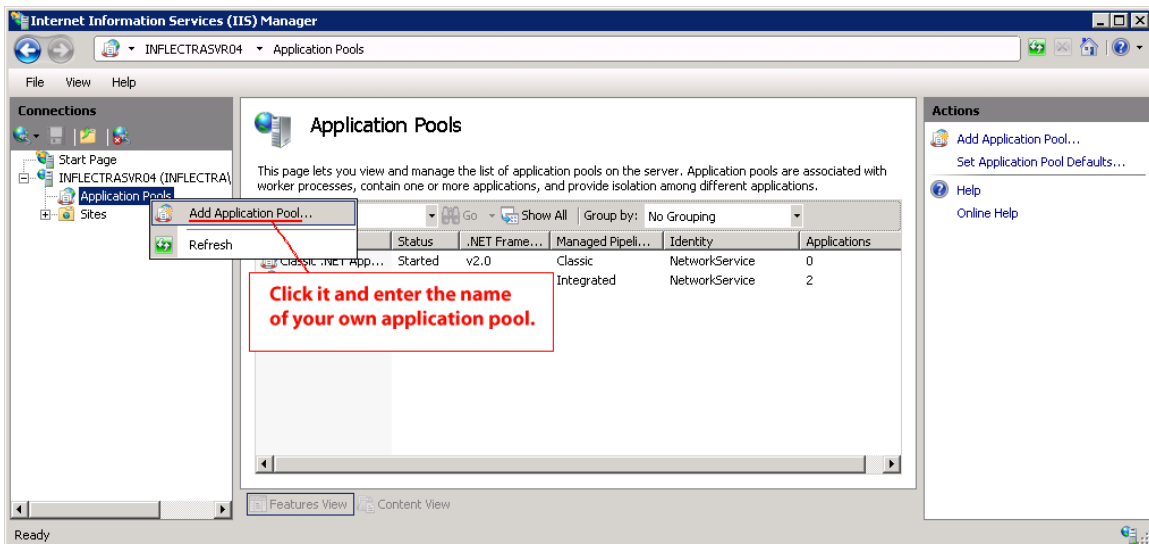 Internet Information Services (IIS) Manager
INFLECTRASVR04 Application Pools
File View Help
Connections
Start Page
INFLECTRASVR04 (INFLECTRA\
Application Pools
Sites
Add Application Pool...
Refresh
Application Pools
This page lets you view and manage the list of application pools on the server. Application pools are associated with
worker processes, contain one or more applications, and provide isolation among different applications.
Go Show All Group by: No Grouping
Status .NET Frame... Managed Pipeli... Identity Applications
Classic .NET App... Started v2.0 Classic NetworkService 0
Integrated NetworkService 2
Click it and enter the name
of your own application pool.
Features View Content View
Actions
Add Application Pool...
Set Application Pool Defaults...
Help
Online Help
Ready